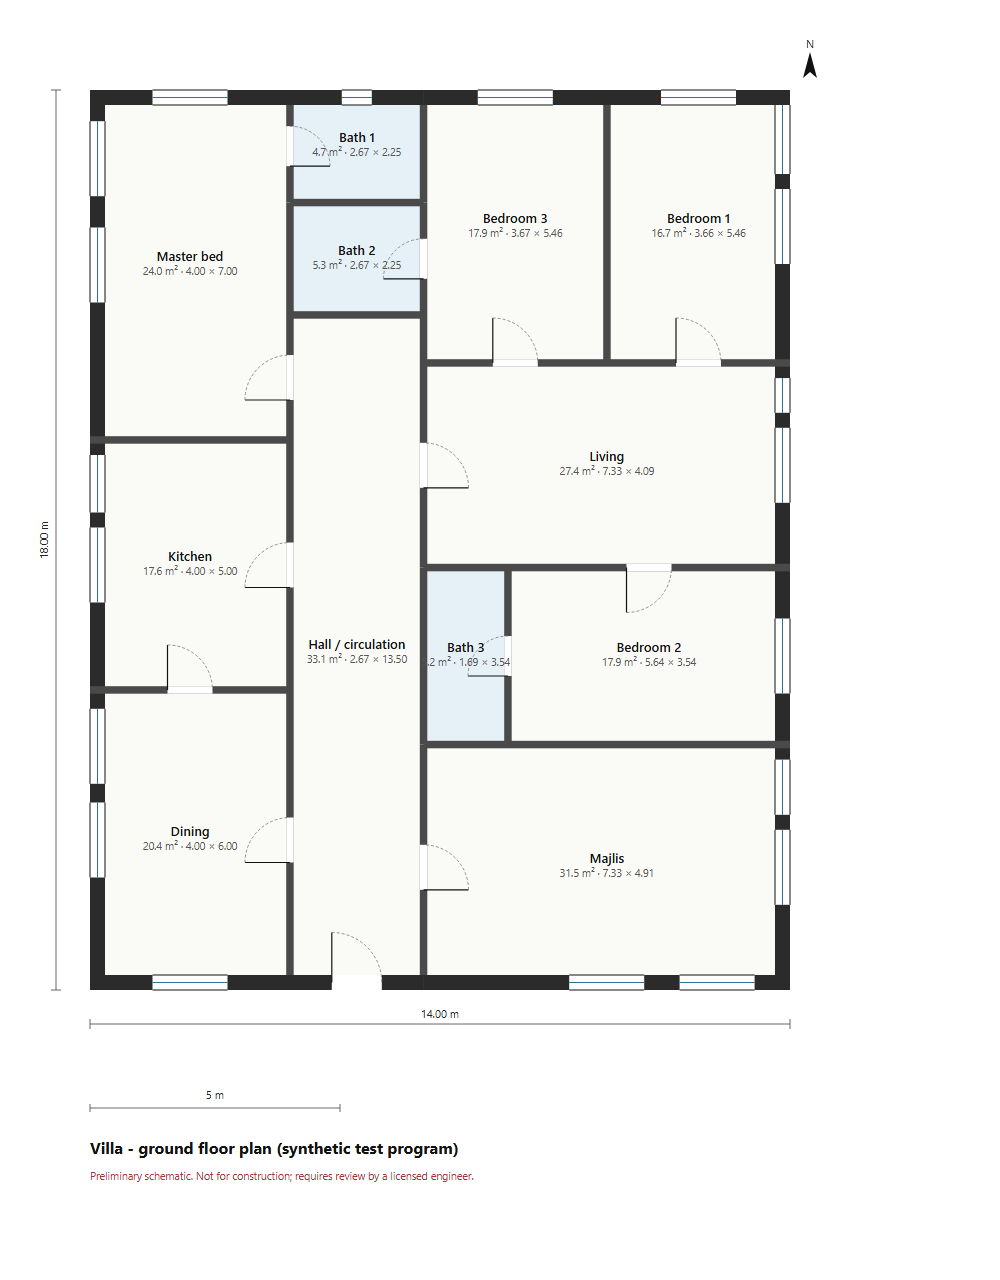 N
Bath 1
4.7 m² · 2.67 × 2.25
Bath 2
5.3 m² · 2.67 × 2.25
Bedroom 3
17.9 m² · 3.67 × 5.46
Bedroom 1
16.7 m² · 3.66 × 5.46
Master bed
24.0 m² · 4.00 × 7.00
Living
27.4 m² · 7.33 × 4.09
18.00 m
Kitchen
17.6 m² · 4.00 × 5.00
Hall / circulation
33.1 m² · 2.67 × 13.50
Bath 3
.2 m² · 1.69 × 3.54
Bedroom 2
17.9 m² · 5.64 × 3.54
Dining
20.4 m² · 4.00 × 6.00
Majlis
31.5 m² · 7.33 × 4.91
14.00 m
5 m
Villa - ground floor plan (synthetic test program)
Preliminary schematic. Not for construction; requires review by a licensed engineer.